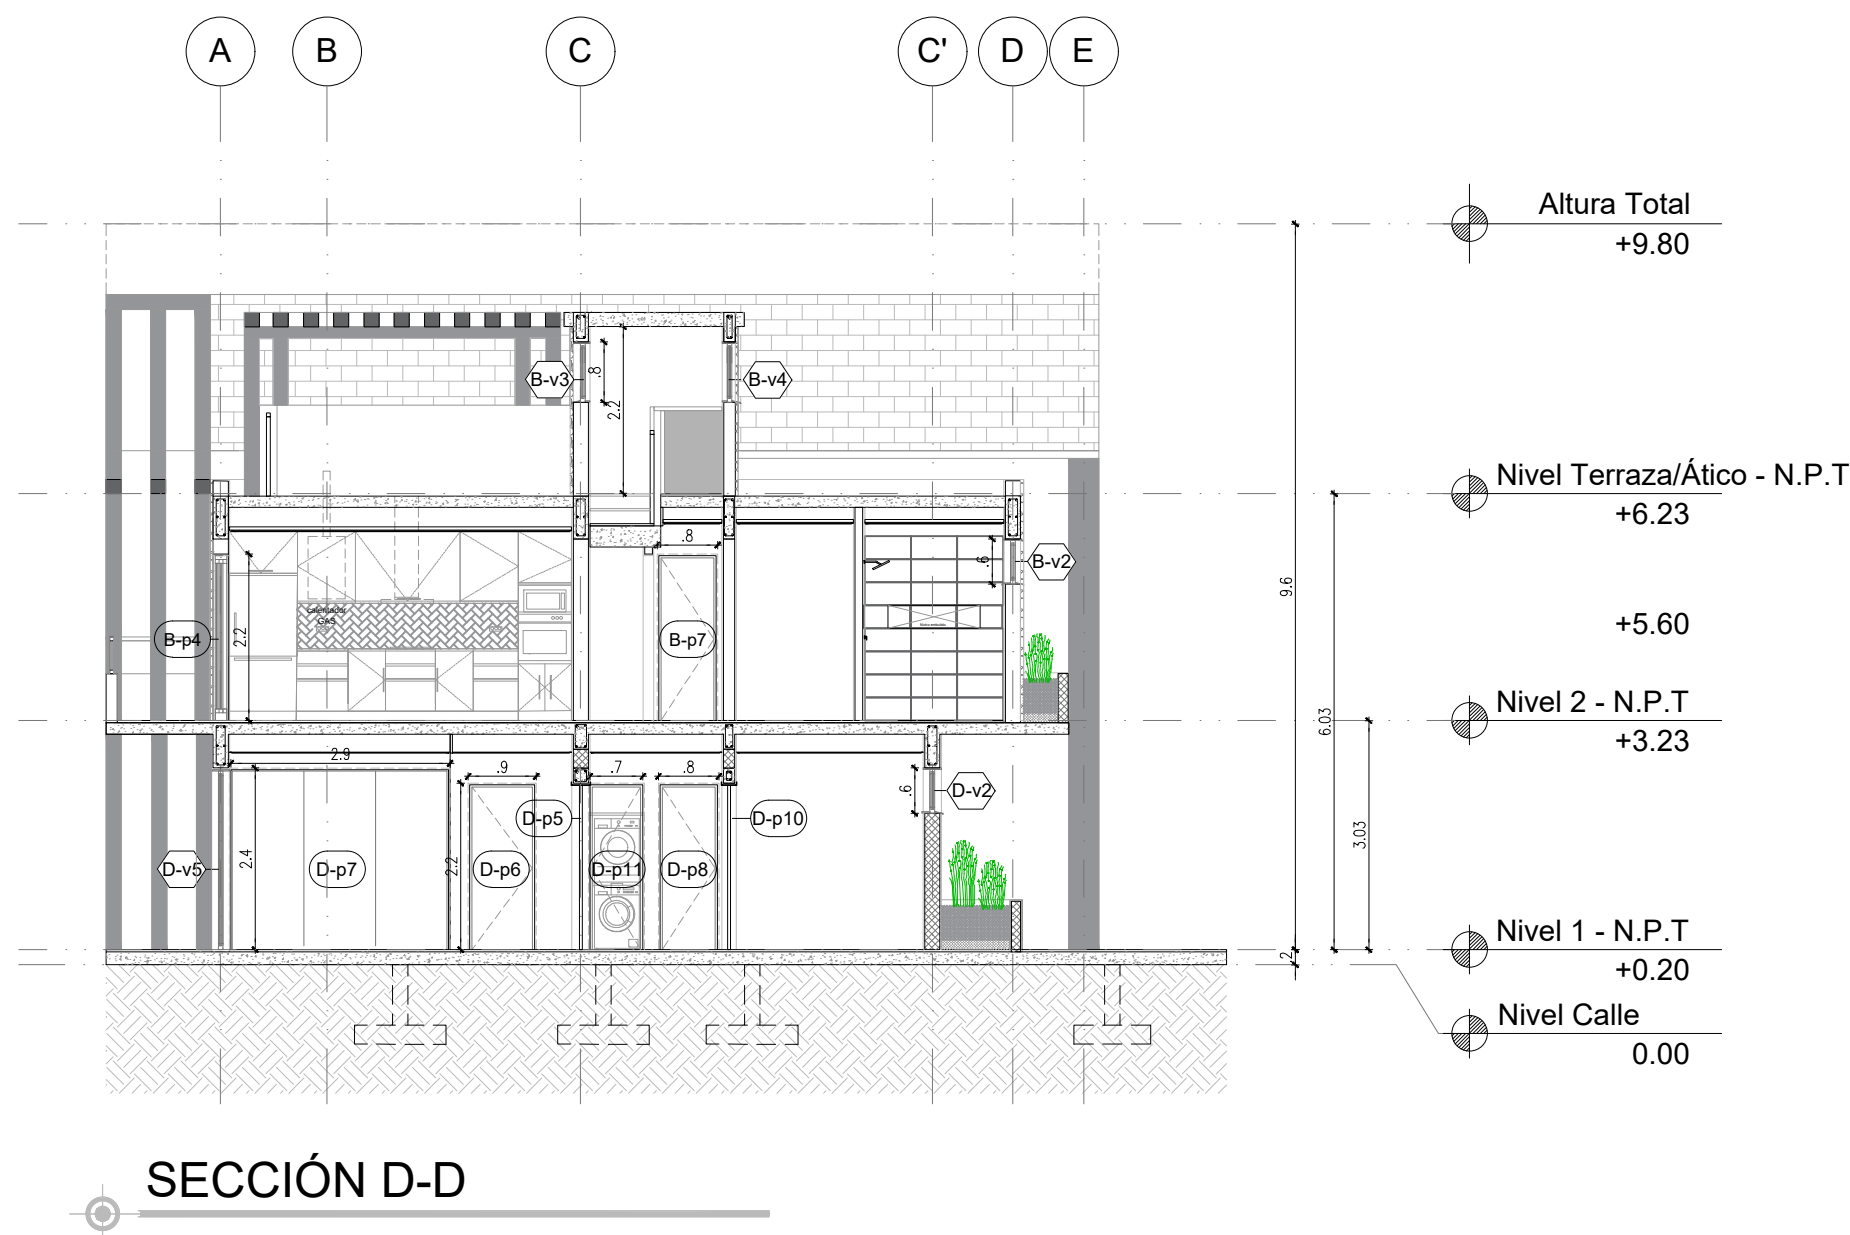 A B C C' D E
Altura Total
+9.80
B-v3
.8
2.2
B-v4
Nivel Terraza/Ático - N.P.T
+6.23
.8
.6
B-v2
9.6
calentador
GAS
B-p4
2.2
B-p7
+5.60
Nivel 2 - N.P.T
+3.23
6.03
2.9
.9
.7
.8
.6
D-v2
D-p5
D-p10
3.03
2.4
2.2
D-v5
D-p7
D-p6
D-p11
D-p8
Nivel 1 - N.P.T
+0.20
.2
Nivel Calle
0.00
SECCIÓN D-D